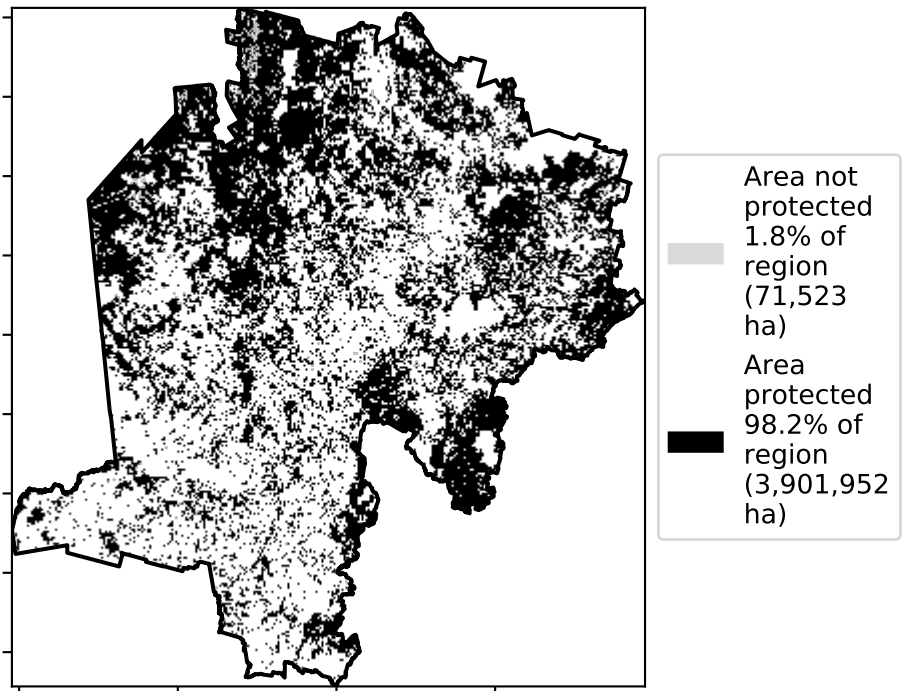 Area not
protected
1.8% of
region
(71,523
ha)
Area
protected
98.2% of
region
(3,901,952
ha)